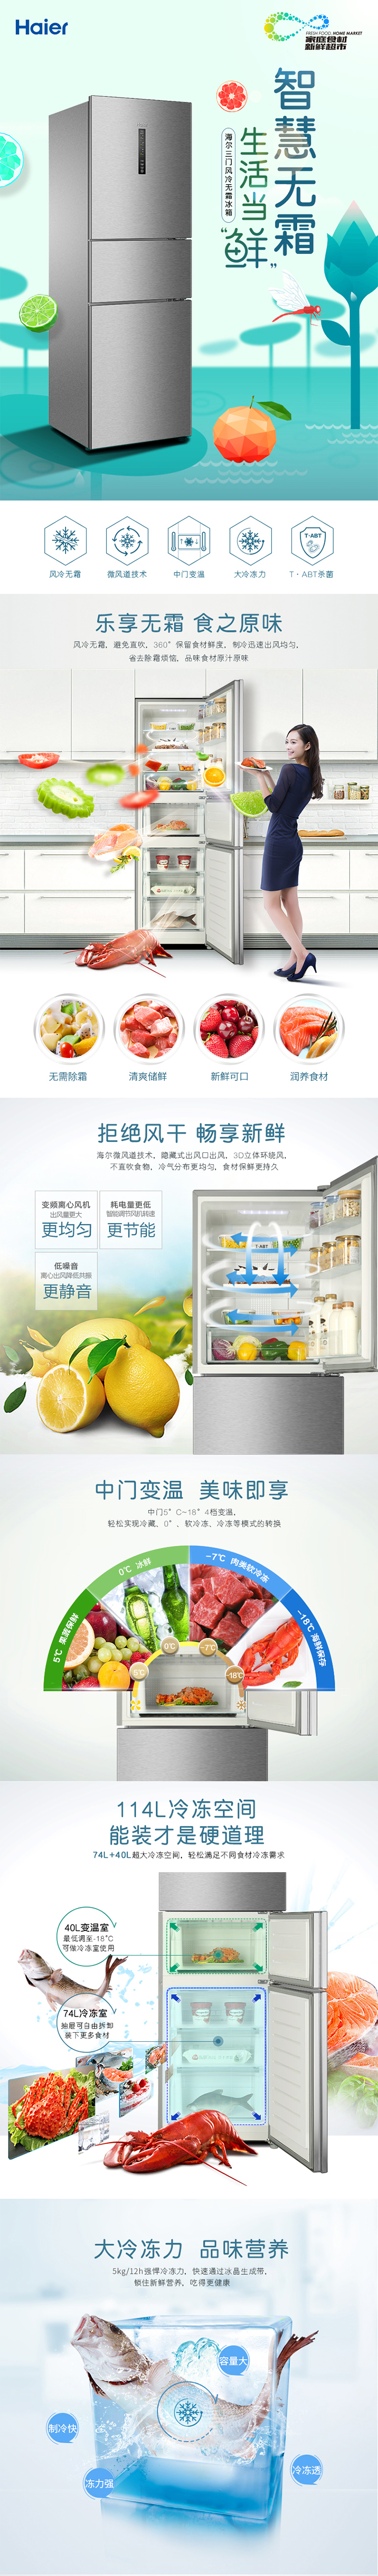 Haier
FRESH FOOD, HOME MARKET
家庭食材
新鲜超市
智慧无霜
生活当
“鲜”
海尔三门风冷无霜冰箱
风冷无霜
微风道技术
中门变温
大冷冻力
T·ABT
T·ABT杀菌
乐享无霜 食之原味
风冷无霜，避免直吹，360°保留食材鲜度，制冷迅速出风均匀，
省去除霜烦恼，品味食材原汁原味
无需除霜
清爽储鲜
新鲜可口
润养食材
拒绝风干 畅享新鲜
海尔微风道技术，隐藏式出风口出风，3D立体环绕风，
不直吹食物，冷气分布更均匀，食材保鲜更持久
变频离心风机
出风量更大
更均匀
耗电量更低
智能调节风机转速
更节能
低噪音
离心出风降低共振
更静音
T·ABT
中门变温 美味即享
中门5°C~18°4档变温，
轻松实现冷藏、0°、软冷冻、冷冻等模式的转换
5℃ 果蔬保鲜
0℃ 冰鲜
-7℃ 肉类软冷冻
-18℃ 海鲜保存
5℃
0℃
-7℃
-18℃
114L冷冻空间
能装才是硬道理
74L+40L超大冷冻空间，轻松满足不同食材冷冻需求
40L变温室
最低调至-18°C
可做冷冻室使用
74L冷冻室
抽屉可自由拆卸
装下更多食材
大冷冻力 品味营养
5kg/12h强悍冷冻力，快速通过冰晶生成带，
锁住新鲜营养，吃得更健康
容量大
制冷快
冻力强
冷冻透